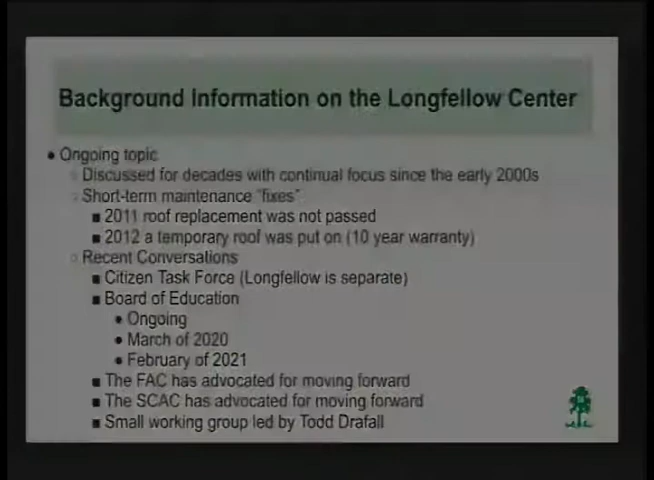 Background Information on the Longfellow Center
● Ongoing topic
○ Discussed for decades with continual focus since the early 2000s
○ Short-term maintenance "fixes"
■ 2011 roof replacement was not passed
■ 2012 a temporary roof was put on (10 year warranty)
○ Recent Conversations
■ Citizen Task Force (Longfellow is separate)
■ Board of Education
● Ongoing
● March of 2020
● February of 2021
■ The FAC has advocated for moving forward
■ The SCAC has advocated for moving forward
■ Small working group led by Todd Drafall